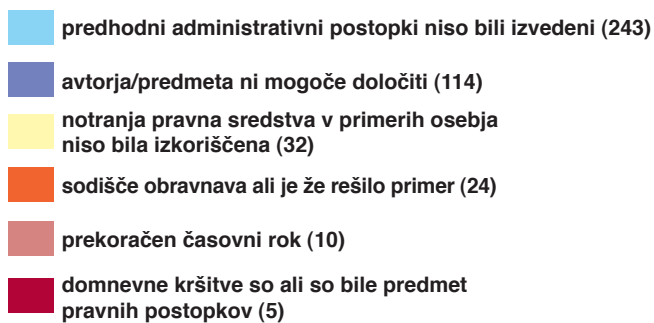 predhodni administrativni postopki niso bili izvedeni (243)
avtorja/predmeta ni mogoče določiti (114)
notranja pravna sredstva v primerih osebja
niso bila izkoriščena (32)
sodišče obravnava ali je že rešilo primer (24)
prekoračen časovni rok (10)
domnevne kršitve so ali so bile predmet
pravnih postopkov (5)